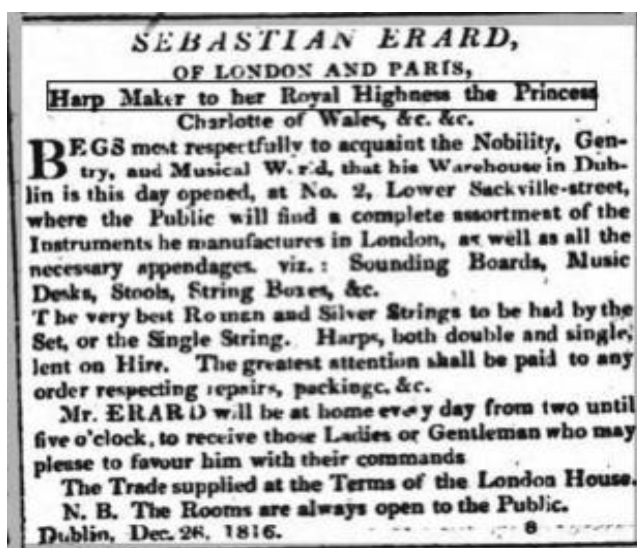 SEBASTIAN ERARD,
OF LONDON AND PARIS,
Harp Maker to her Royal Highness the Princess
Charlotte of Wales, &c. &c.
BEGS most respectfully to acquaint the Nobility, Gen-
try, and Musical W.r'd, that his Warehouse in Dub-
lin is this day opened, at No. 2, Lower Sackville-street,
where the Public will find a complete assortment of the
Instruments he manufactures in London, as well as all the
necessary appendages. viz.: Sounding Boards, Music
Desks, Stools, String Boxes, &c.
The very best Roman and Silver Strings to be had by the
Set, or the Single String. Harps, both double and single,
lent on Hire. The greatest attention shall be paid to any
order respecting repairs, packingc. &c.
Mr. ERARD will be at home every day from two until
five o'clock, to receive those Ladies or Gentleman who may
please to favour him with their commands
The Trade supplied at the Terms of the London House.
N. B. The Rooms are always open to the Public.
Dublin, Dec. 26, 1816. 6